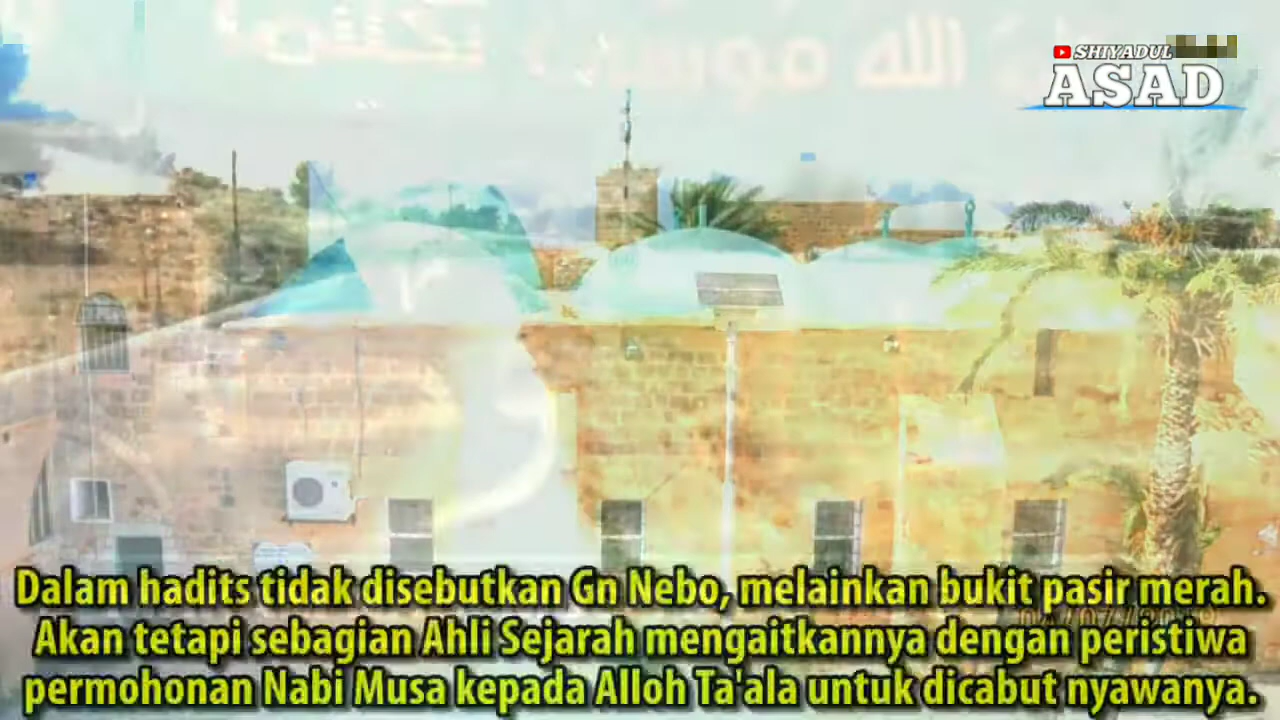 الله
SHIYADUL
ASAD
Dalam hadits tidak disebutkan Gn Nebo, melainkan bukit pasir merah.
Akan tetapi sebagian Ahli Sejarah mengaitkannya dengan peristiwa
permohonan Nabi Musa kepada Alloh Ta'ala untuk dicabut nyawanya.